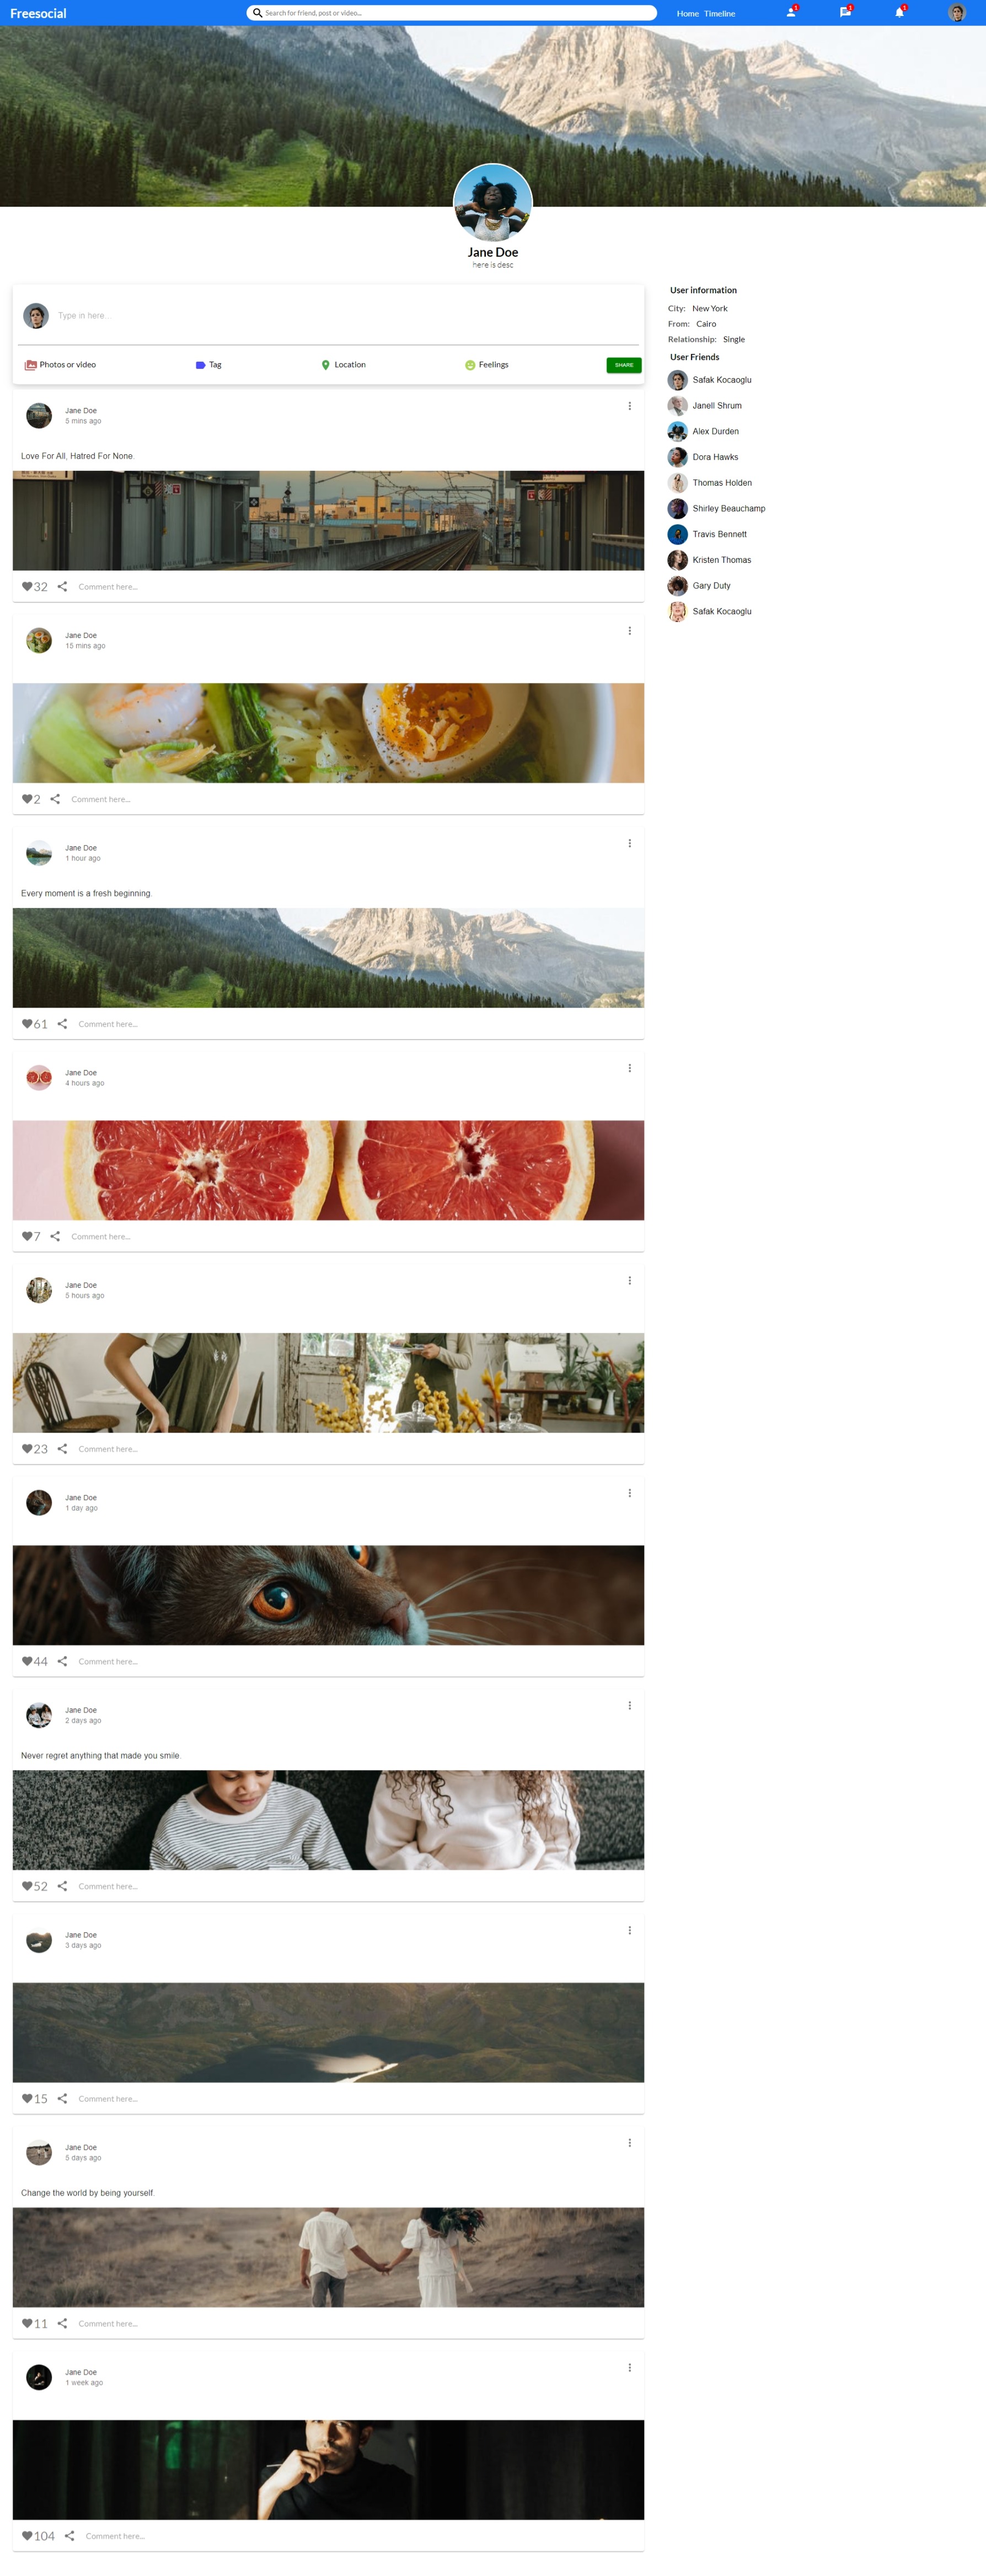 Freesocial
Search for friend, post or video...
Home Timeline
1
1
1
Jane Doe
here is desc
Type in here...
Photos or video
Tag
Location
Feelings
SHARE
User information
City: New York
From: Cairo
Relationship: Single
User Friends
Safak Kocaoglu
Janell Shrum
Alex Durden
Dora Hawks
Thomas Holden
Shirley Beauchamp
Travis Bennett
Kristen Thomas
Gary Duty
Safak Kocaoglu
Jane Doe
5 mins ago
Love For All, Hatred For None.
32 Comment here...
Jane Doe
15 mins ago
2 Comment here...
Jane Doe
1 hour ago
Every moment is a fresh beginning.
61 Comment here...
Jane Doe
4 hours ago
7 Comment here...
Jane Doe
5 hours ago
23 Comment here...
Jane Doe
1 day ago
44 Comment here...
Jane Doe
2 days ago
Never regret anything that made you smile.
52 Comment here...
Jane Doe
3 days ago
15 Comment here...
Jane Doe
5 days ago
Change the world by being yourself.
11 Comment here...
Jane Doe
1 week ago
104 Comment here...